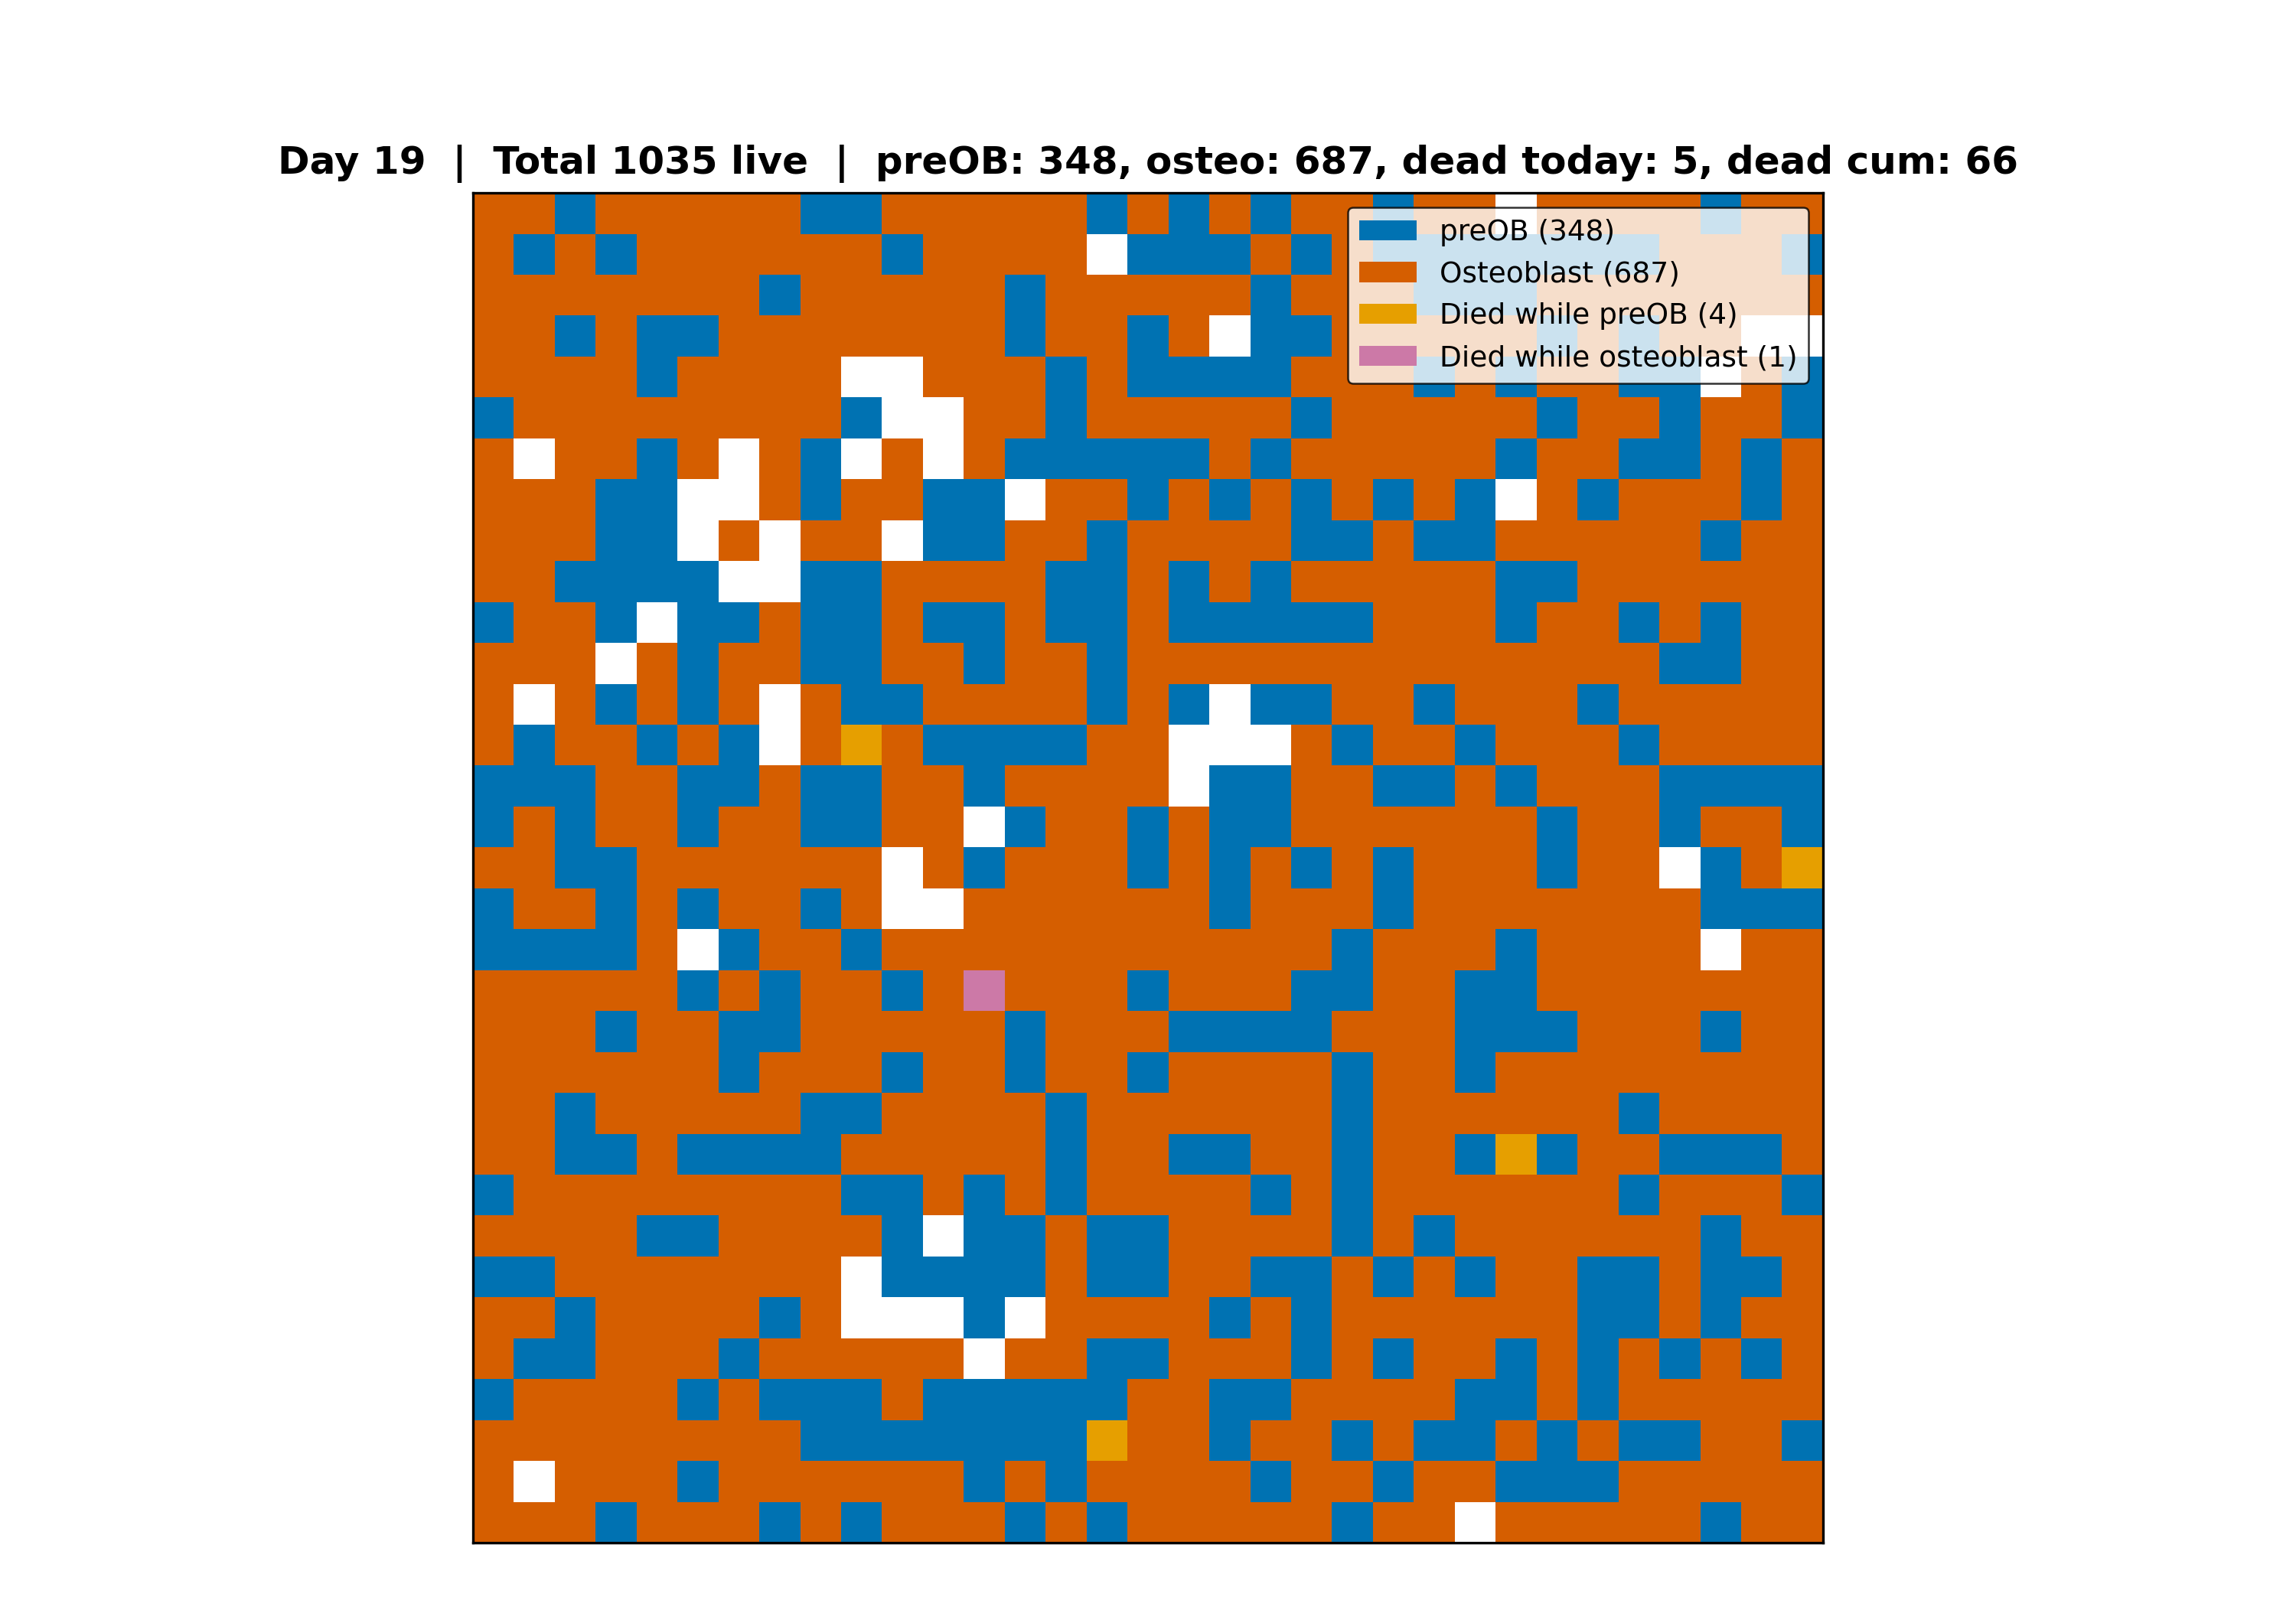 Day 19 | Total 1035 live | preOB: 348, osteo: 687, dead today: 5, dead cum: 66
preOB (348)
Osteoblast (687)
Died while preOB (4)
Died while osteoblast (1)